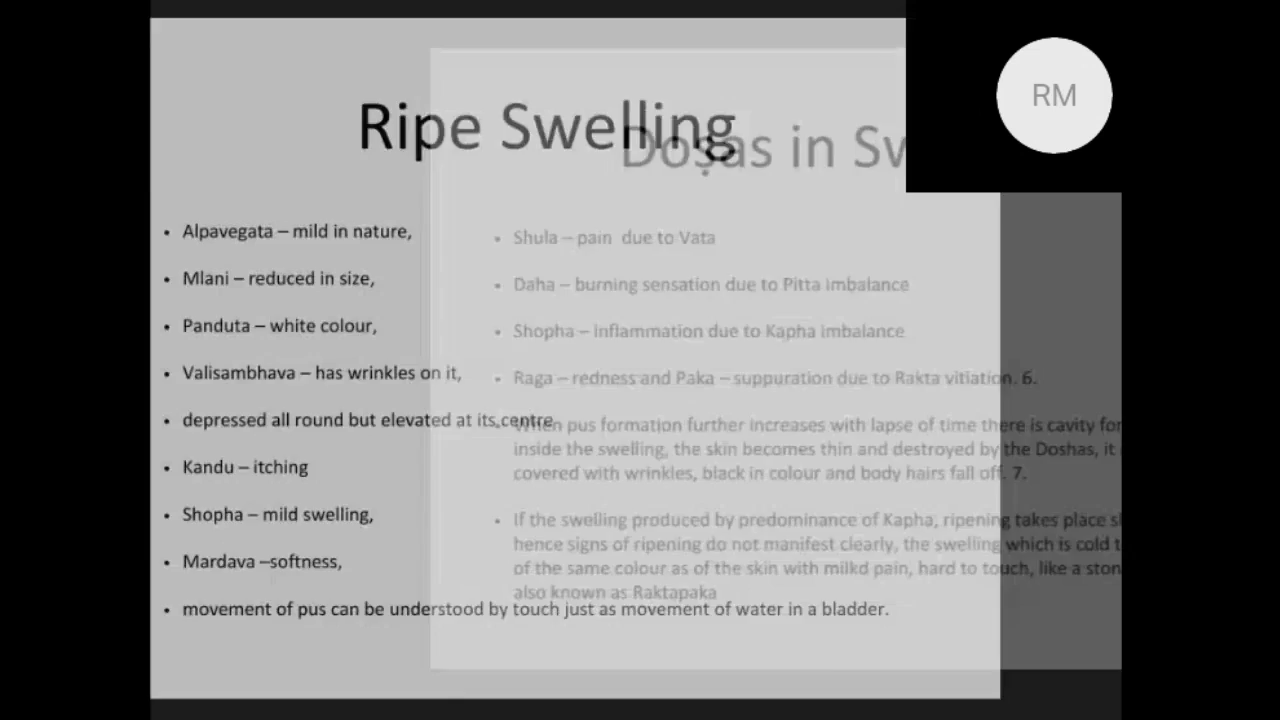 RM
Ripe Swelling
• Alpavegata – mild in nature,
• Mlani – reduced in size,
• Panduta – white colour,
• Valisambhava – has wrinkles on it,
• depressed all round but elevated at its centre
• Kandu – itching
• Shopha – mild swelling,
• Mardava –softness,
• movement of pus can be understood by touch just as movement of water in a bladder.
Doṣas in
• Shula – pain due to Vata
• Daha – burning sensation due to Pitta imbalance
• Shopha – inflammation due to Kapha imbalance
• Raga – redness and Paka – suppuration due to Rakta vitiation. 6.
• When pus formation further increases with lapse of time there is cavity
inside the swelling, the skin becomes thin and destroyed by the Doshas, it
covered with wrinkles, black in colour and body hairs fall off. 7.
• If the swelling produced by predominance of Kapha, ripening takes place
hence signs of ripening do not manifest clearly, the swelling which is cold
of the same colour as of the skin with milkd pain, hard to touch, like a
also known as Raktapaka